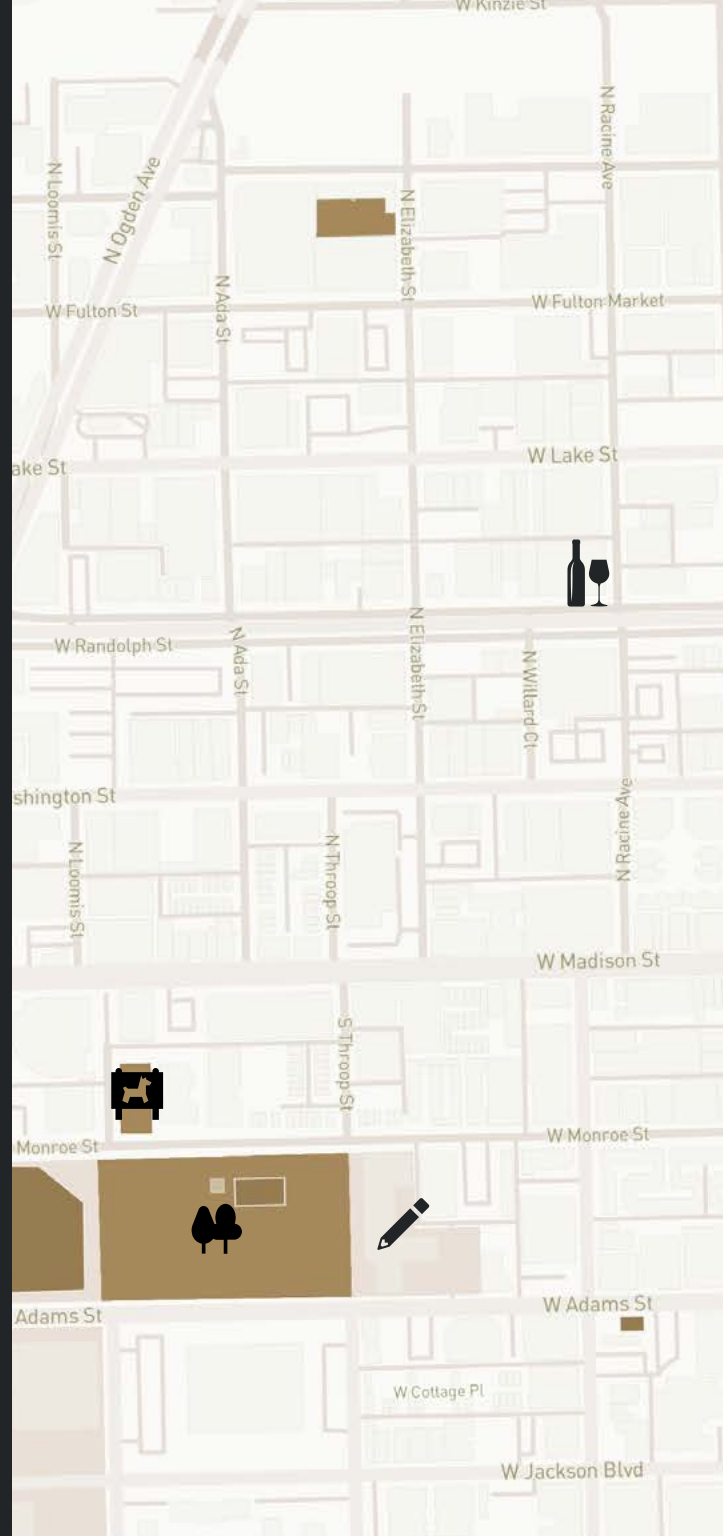 W Kinzie St
N Racine Ave
N Loomis St
N Ogden Ave
N Elizabeth St
N Ada St
W Fulton St
W Fulton Market
ake St
W Lake St
N Elizabeth St
N Ada St
W Randolph St
N Willard Ct
shington St
N Racine Ave
N Loomis St
N Throop St
W Madison St
S Throop St
Monroe St
W Monroe St
Adams St
W Adams St
W Cottage Pl
W Jackson Blvd